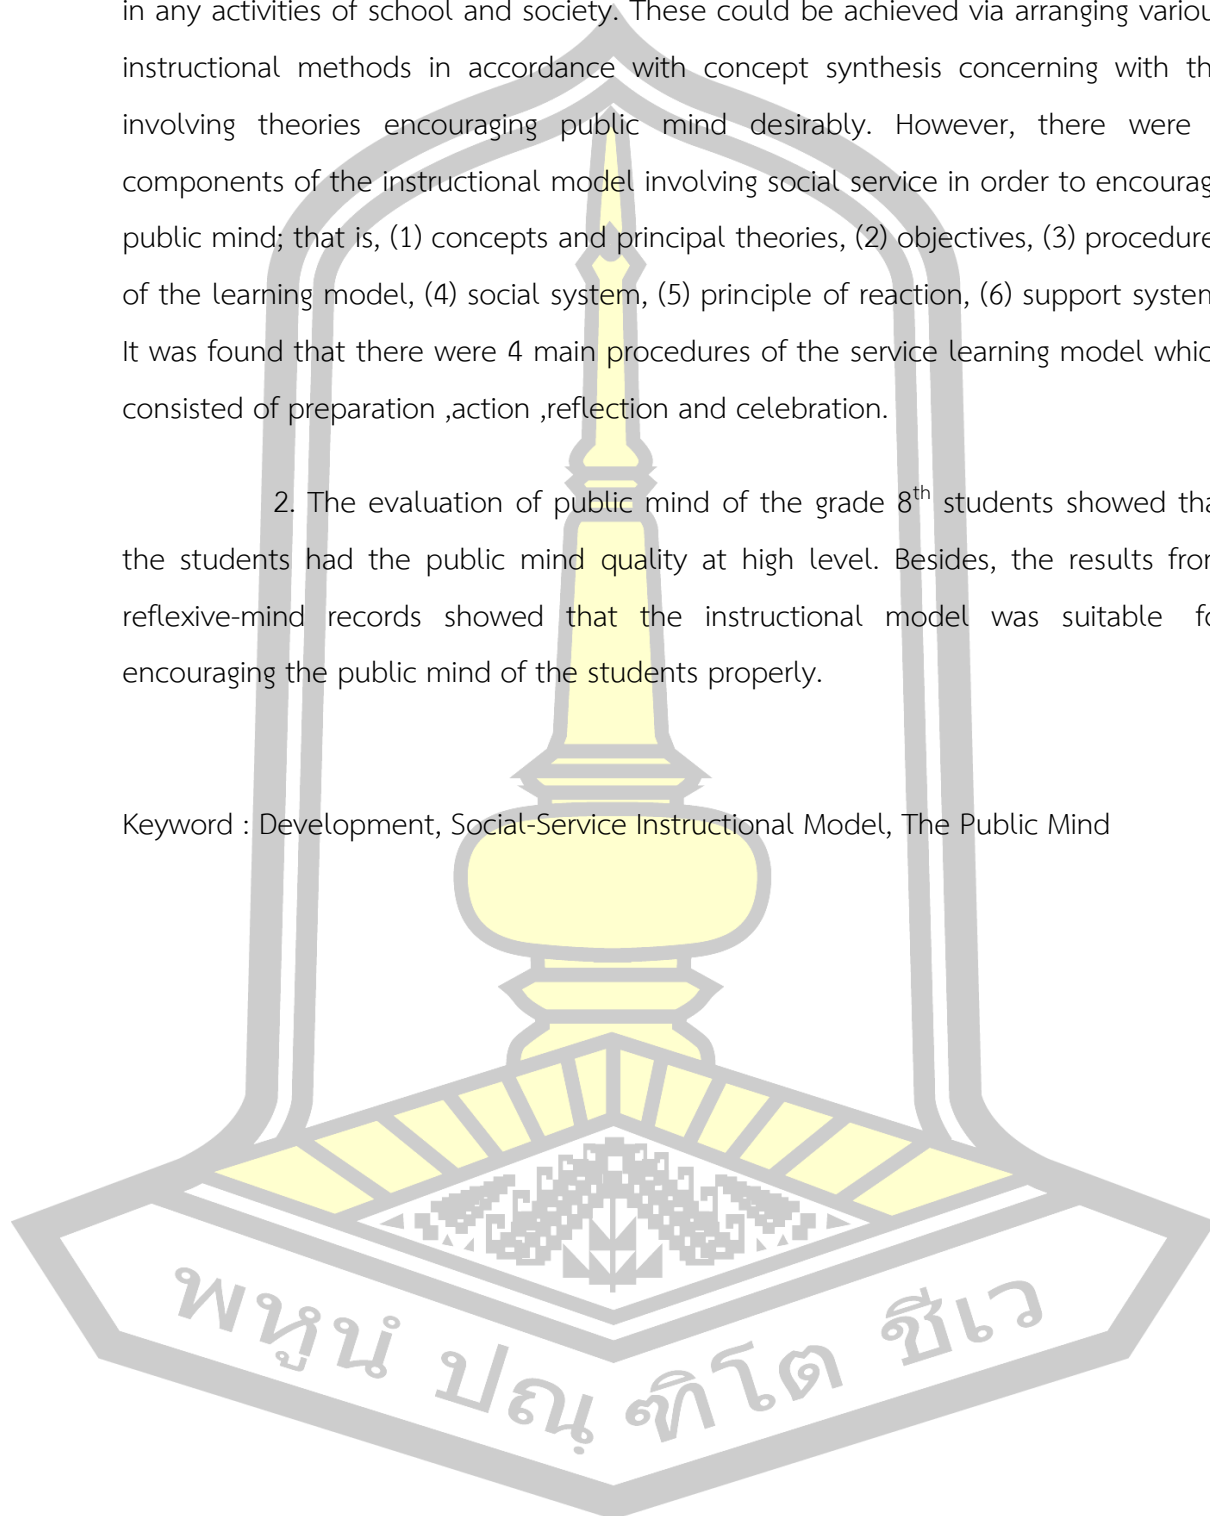 in any activities of school and society. These could be achieved via arranging variou
instructional methods in accordance with concept synthesis concerning with th
involving theories encouraging public mind desirably. However, there were
components of the instructional model involving social service in order to encourag
public mind; that is, (1) concepts and principal theories, (2) objectives, (3) procedure
of the learning model, (4) social system, (5) principle of reaction, (6) support system
It was found that there were 4 main procedures of the service learning model whic
consisted of preparation ,action ,reflection and celebration.
2. The evaluation of public mind of the grade 8th students showed tha
the students had the public mind quality at high level. Besides, the results from
reflexive-mind records showed that the instructional model was suitable fo
encouraging the public mind of the students properly.
Keyword : Development, Social-Service Instructional Model, The Public Mind
พหูนํ ปณฺฑิโต ชีเว